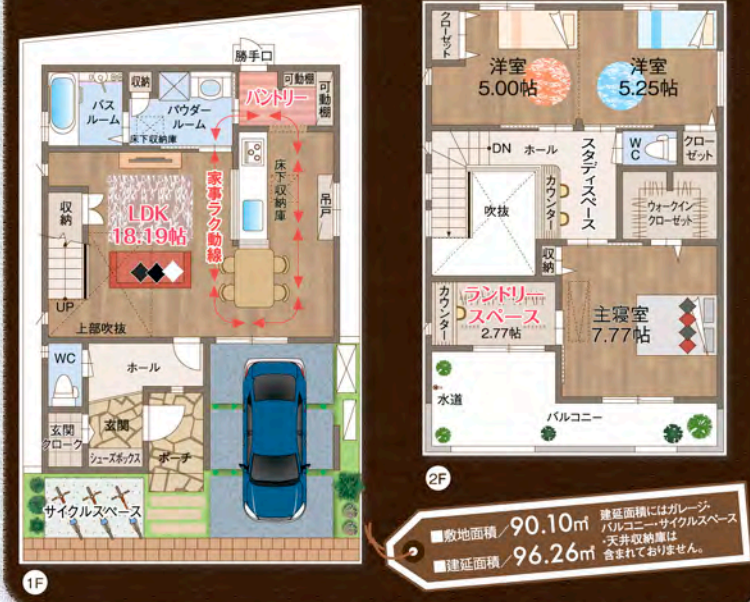 勝手口
バス
ルーム
収納
パウダー
ルーム
床下収納庫
パントリー
可動棚
可動棚
収納
LDK
18.19帖
家事ラク動線
床下収納庫
吊戸
UP
上部吹抜
WC
ホール
玄関
クローク
玄関
シューズボックス
ポーチ
サイクルスペース
1F
クローゼット
洋室
5.00帖
洋室
5.25帖
DN
ホール
スタディスペース
WC
クロー
ゼット
吹抜
カウンター
ウォークイン
クローゼット
収納
カウンター
ランドリー
スペース
2.77帖
主寝室
7.77帖
水道
バルコニー
2F
■敷地面積/90.10㎡
■建延面積/96.26㎡
建延面積にはガレージ・
バルコニー・サイクルスペース
・天井収納庫は
含まれておりません。